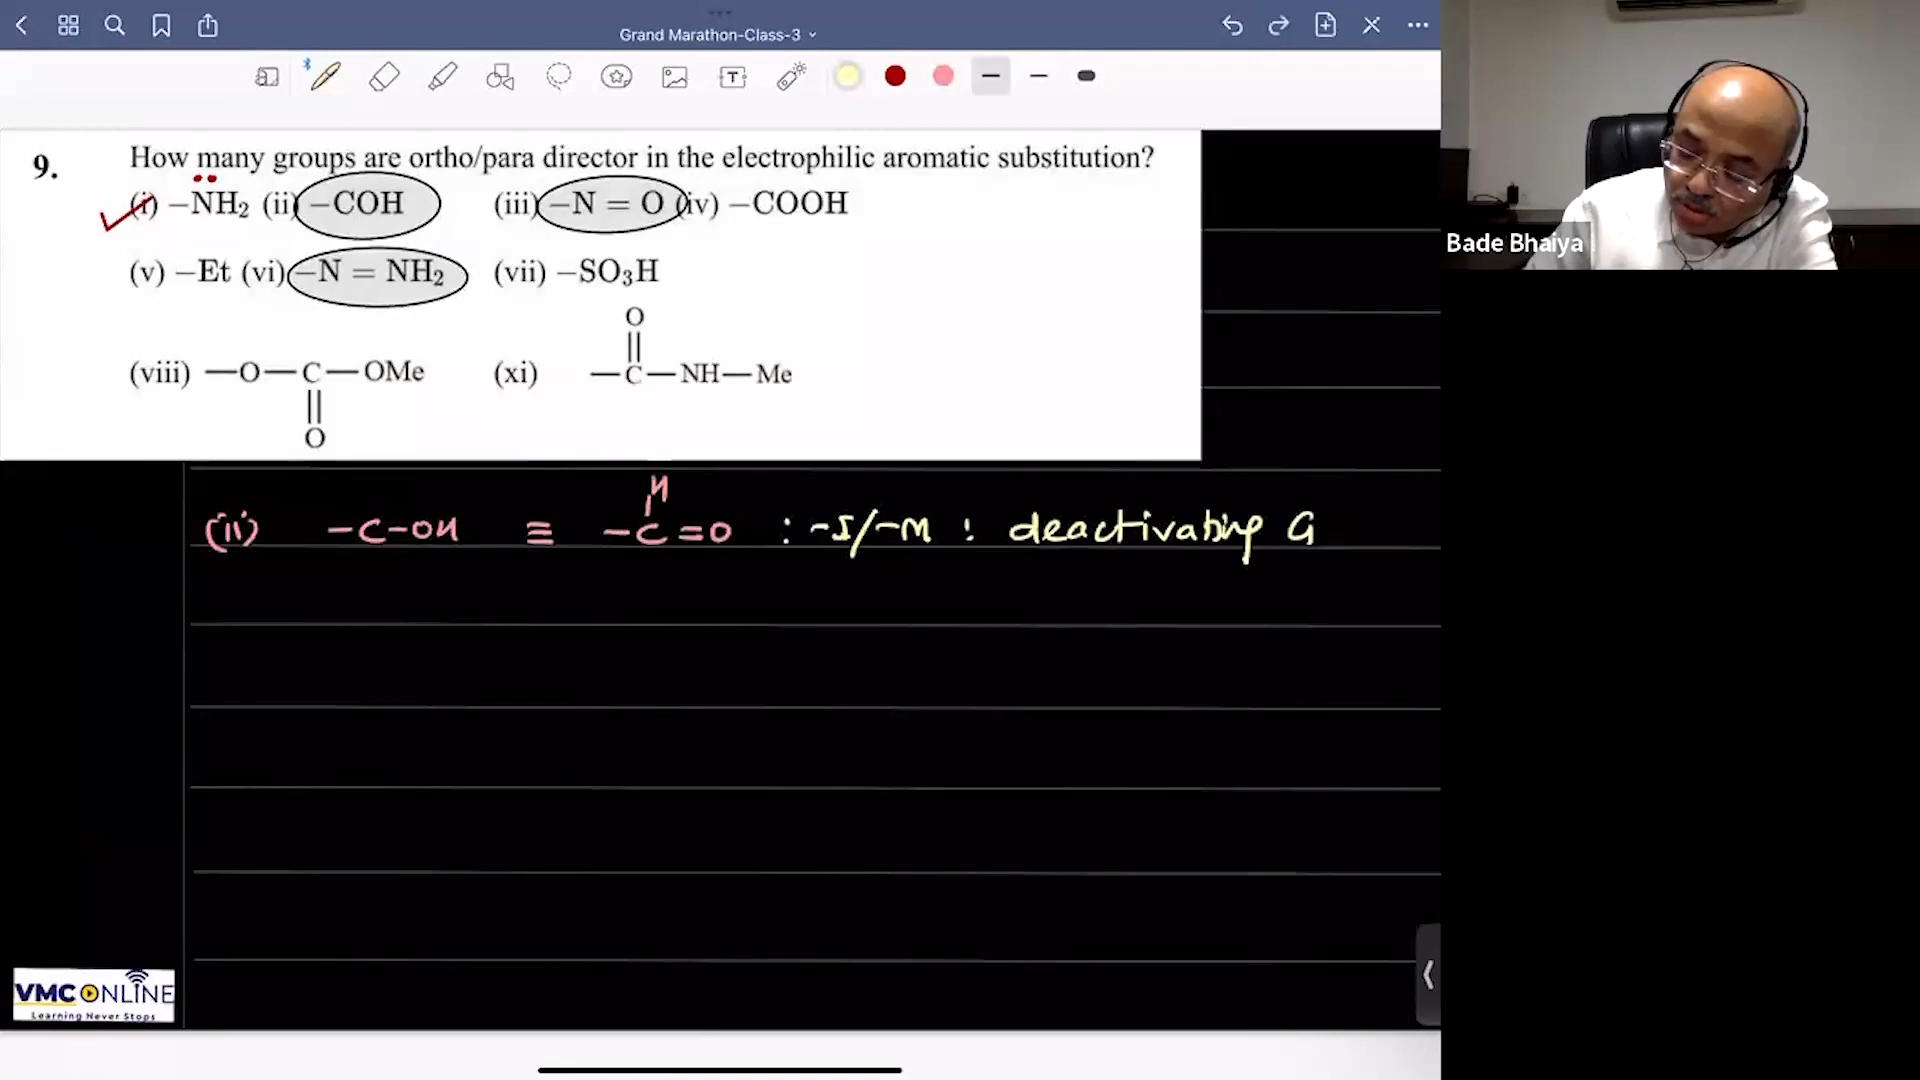 Grand Marathon-Class-3
9. How many groups are ortho/para director in the electrophilic aromatic substitution?
(i) –NH₂ (ii) –COH (iii) –N = O (iv) –COOH
(v) –Et (vi) –N = NH₂ (vii) –SO₃H
(viii) —O—C—OMe (xi) —C—NH—Me
O
O
(ii) -C-OH ≡ -C=O : -I/-M : deactivating G
H
Bade Bhaiya
VMC ONLINE
Learning Never Stops